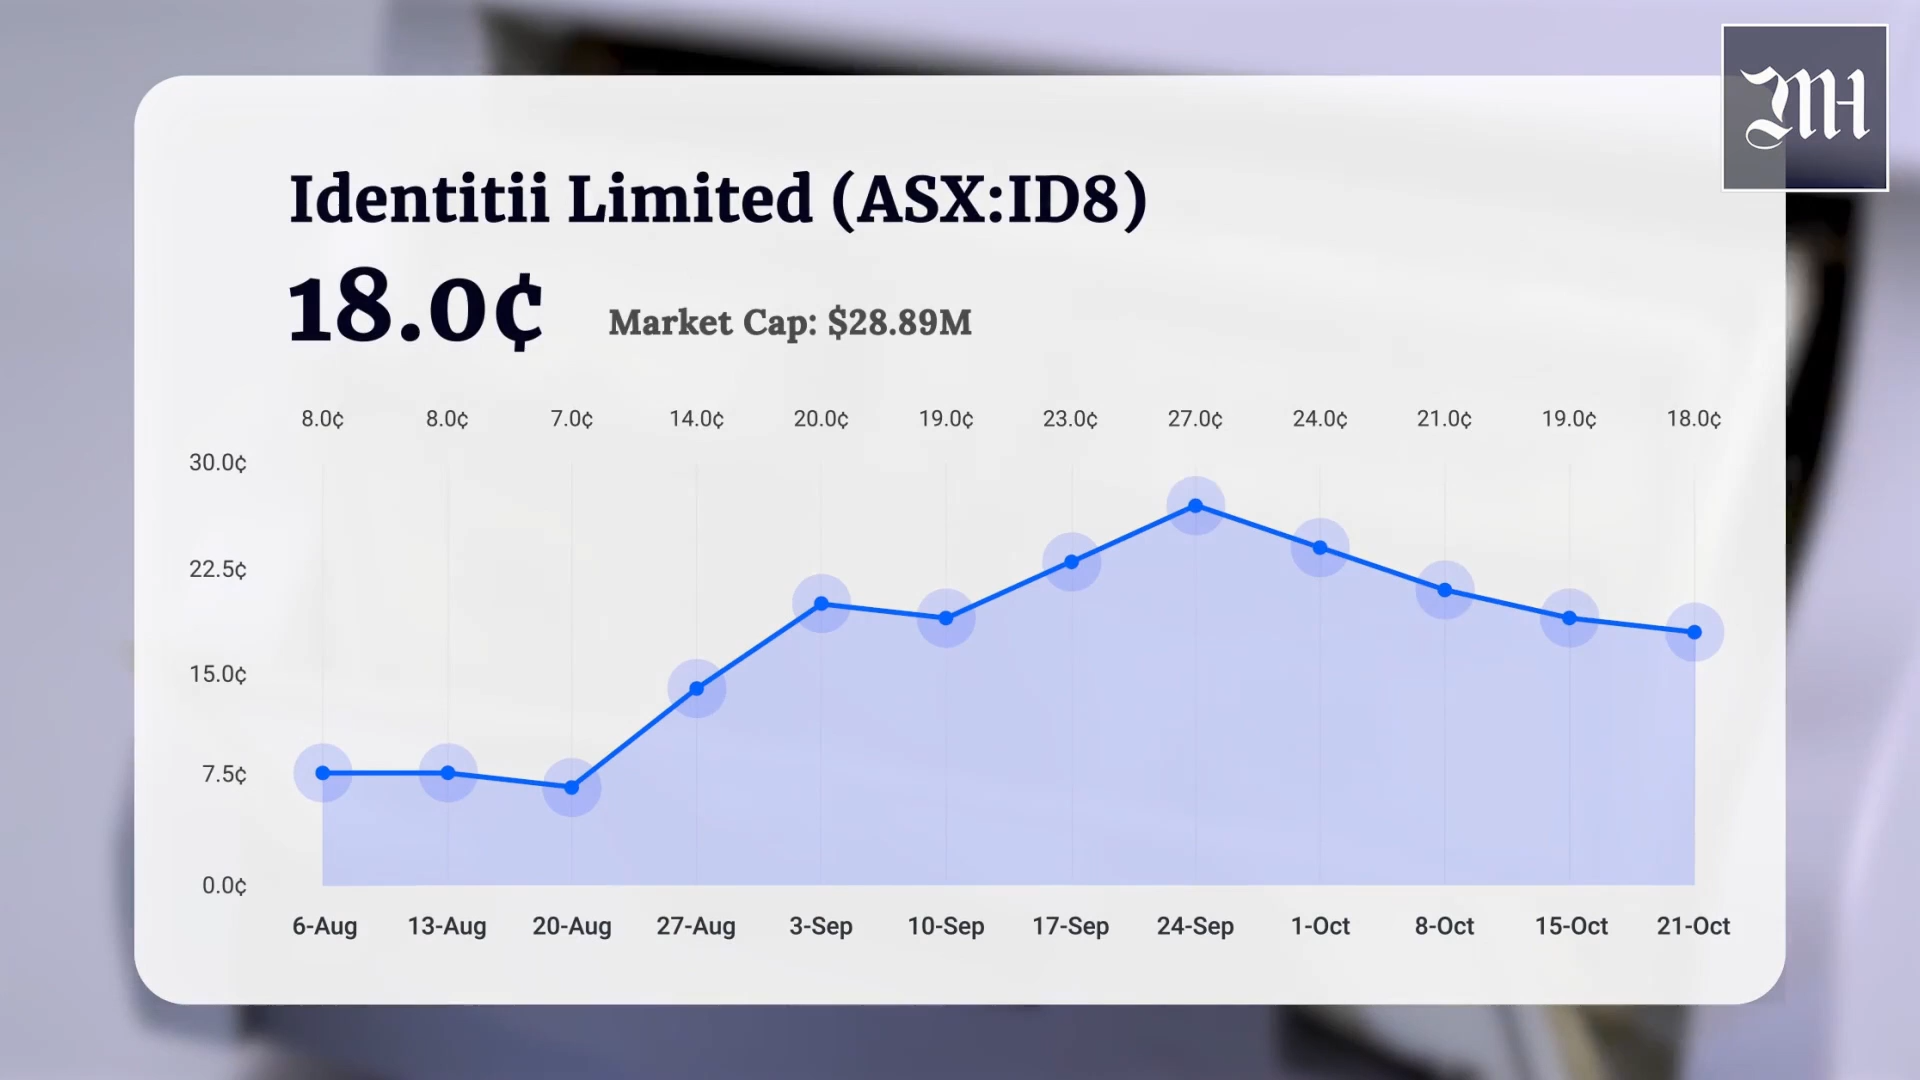 MH
Identitii Limited (ASX:ID8)
18.0¢
Market Cap: $28.89M
8.0¢ 8.0¢ 7.0¢ 14.0¢ 20.0¢ 19.0¢ 23.0¢ 27.0¢ 24.0¢ 21.0¢ 19.0¢ 18.0¢
30.0¢
22.5¢
15.0¢
7.5¢
0.0¢
6-Aug 13-Aug 20-Aug 27-Aug 3-Sep 10-Sep 17-Sep 24-Sep 1-Oct 8-Oct 15-Oct 21-Oct